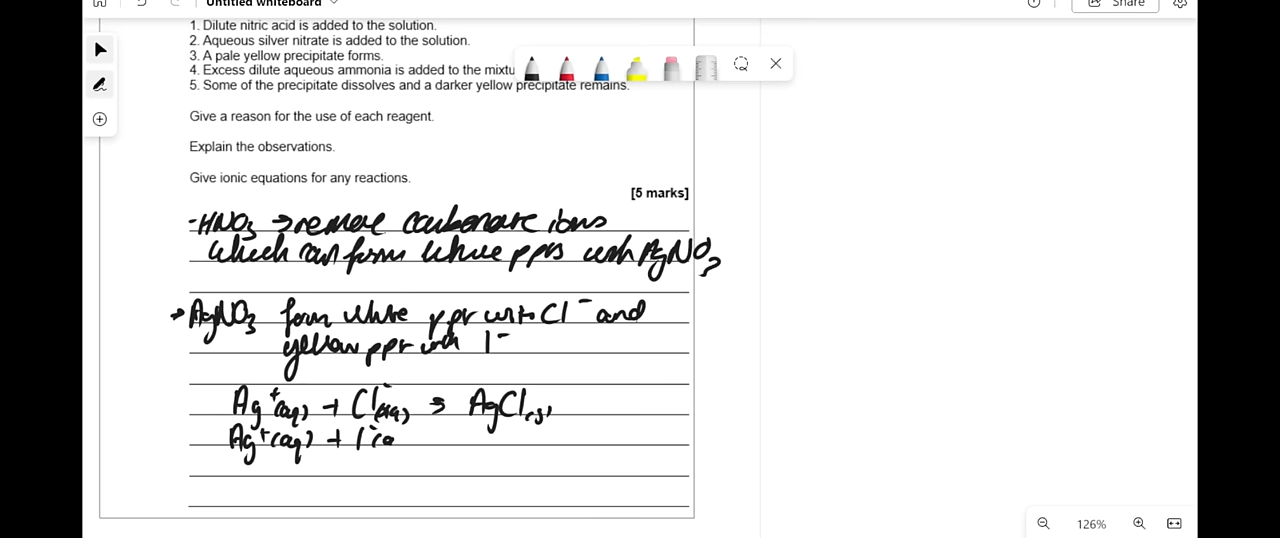 Untitled whiteboard
Share
1. Dilute nitric acid is added to the solution.
2. Aqueous silver nitrate is added to the solution.
3. A pale yellow precipitate forms.
4. Excess dilute aqueous ammonia is added to the mixtu
5. Some of the precipitate dissolves and a darker yellow precipitate remains.
Give a reason for the use of each reagent.
Explain the observations.
Give ionic equations for any reactions.
[5 marks]
-HNO3 → remove carbonate ions
which can form white ppts with AgNO3
→ AgNO3 form white ppt with Cl⁻ and
yellow ppt with I⁻
Ag⁺(aq) + Cl⁻(aq) → AgCl(s)
Ag⁺(aq) + I⁻(a
126%